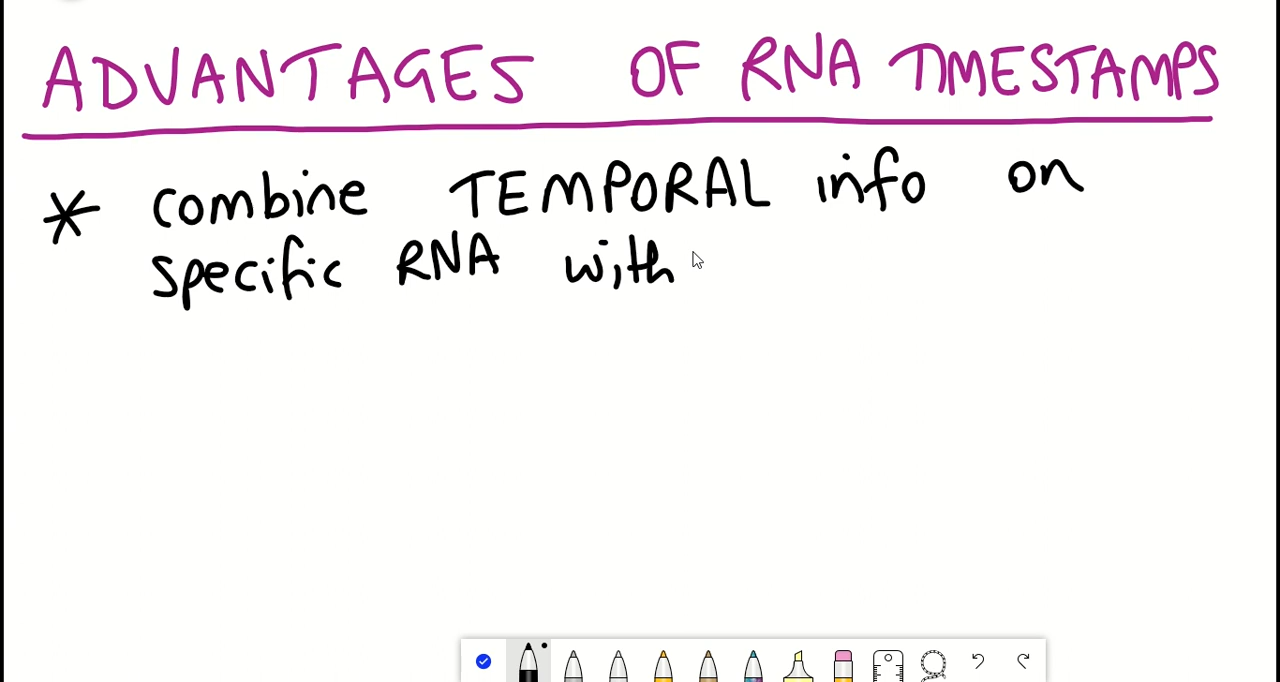 ADVANTAGES OF RNA TIMESTAMPS
* combine TEMPORAL info on
specific RNA with